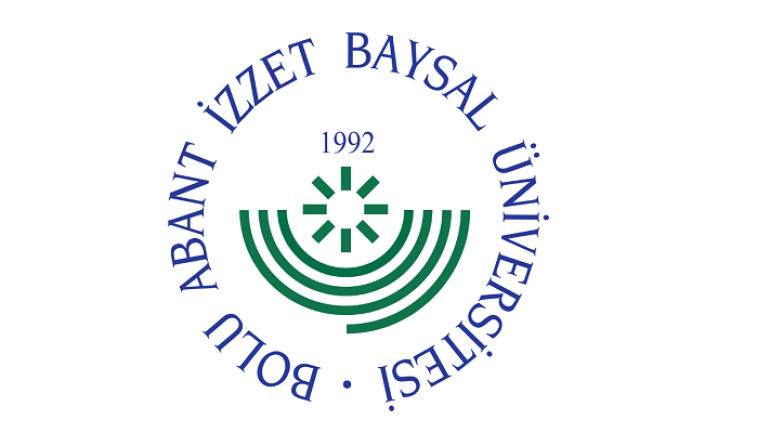 BOLU ABANT İZZET BAYSAL ÜNİVERSİTESİ ·
1992